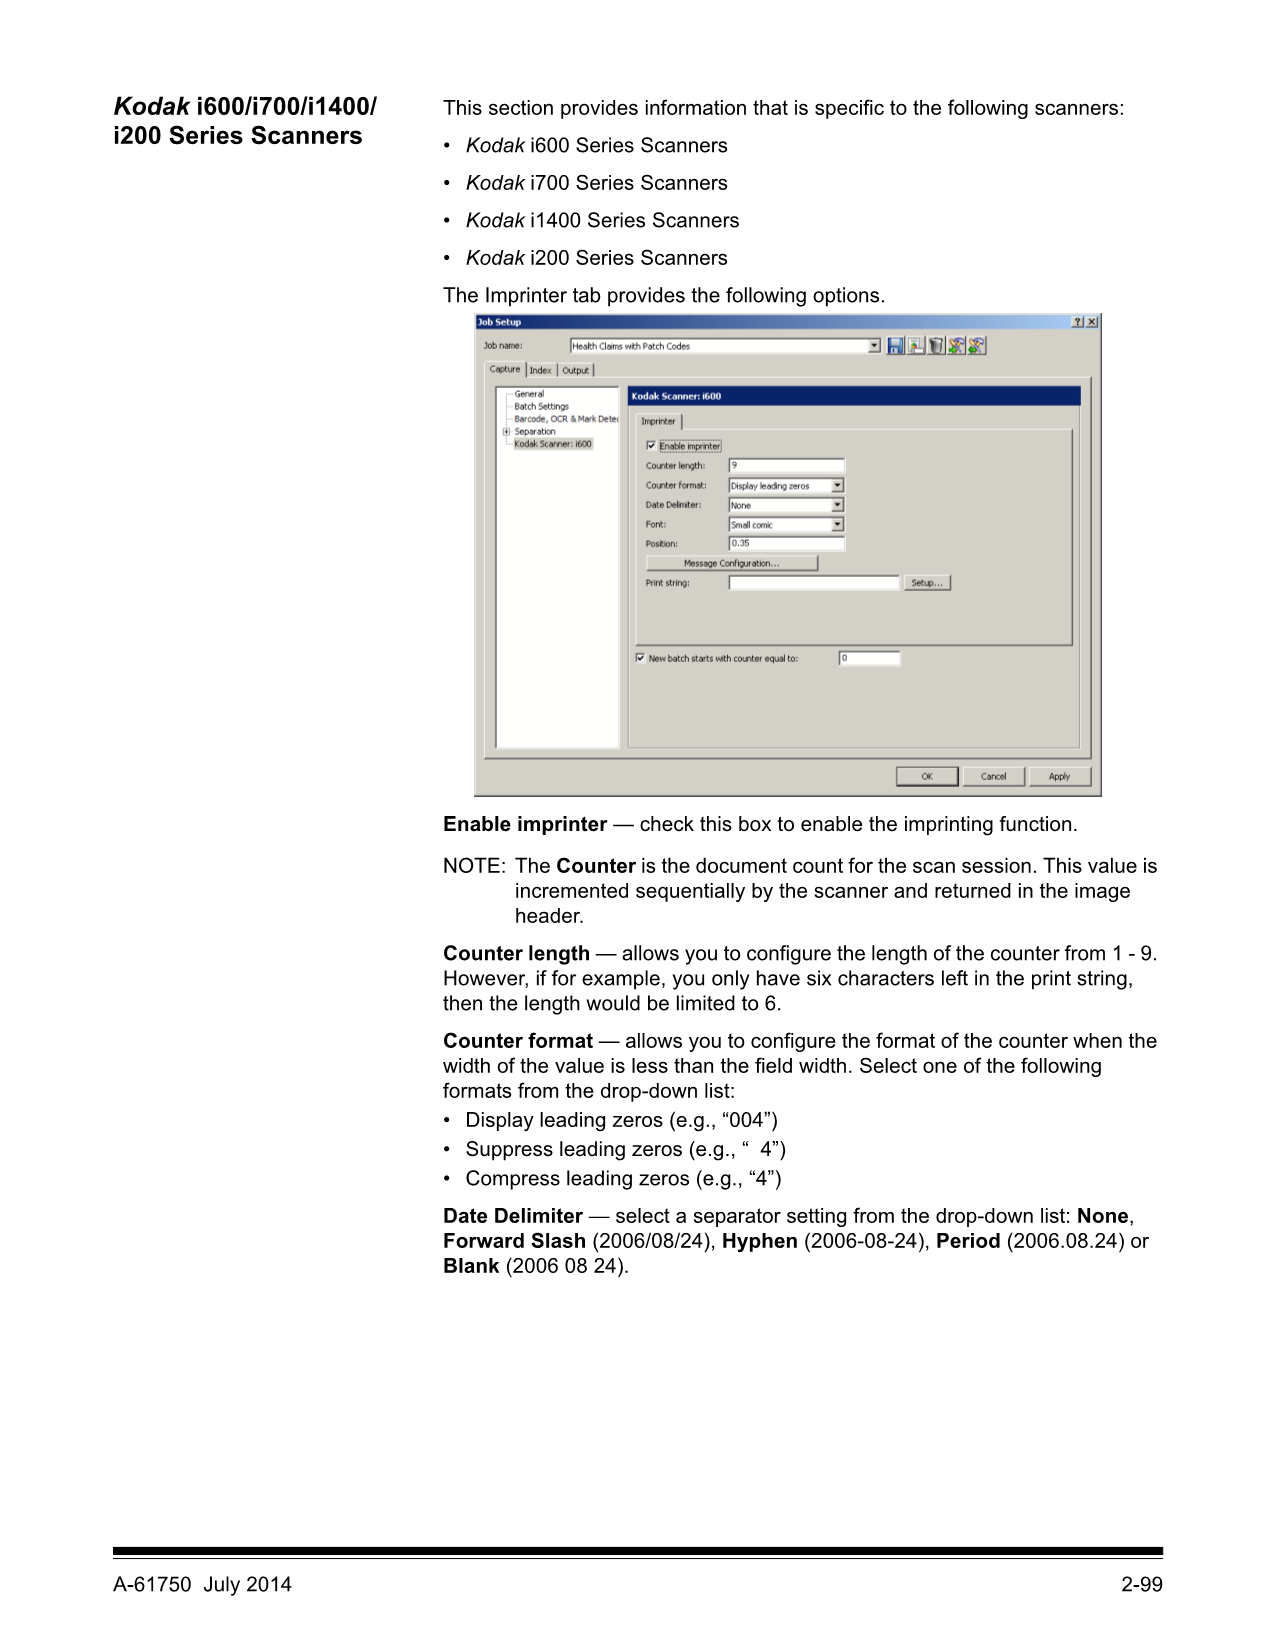 Kodak i600/i700/i1400/
i200 Series Scanners
This section provides information that is specific to the following scanners:
• Kodak i600 Series Scanners
• Kodak i700 Series Scanners
• Kodak i1400 Series Scanners
• Kodak i200 Series Scanners
The Imprinter tab provides the following options.
Job Setup
Job name: Health Claims with Patch Codes
Capture Index Output
General
Batch Settings
Barcode, OCR & Mark Detec
Separation
Kodak Scanner: i600
Kodak Scanner: i600
Imprinter
Enable imprinter
Counter length: 9
Counter format: Display leading zeros
Date Delimiter: None
Font: Small comic
Position: 0.35
Message Configuration...
Print string: Setup...
New batch starts with counter equal to: 0
OK Cancel Apply
Enable imprinter — check this box to enable the imprinting function.
NOTE: The Counter is the document count for the scan session. This value is
incremented sequentially by the scanner and returned in the image
header.
Counter length — allows you to configure the length of the counter from 1 - 9.
However, if for example, you only have six characters left in the print string,
then the length would be limited to 6.
Counter format — allows you to configure the format of the counter when the
width of the value is less than the field width. Select one of the following
formats from the drop-down list:
• Display leading zeros (e.g., “004”)
• Suppress leading zeros (e.g., “  4”)
• Compress leading zeros (e.g., “4”)
Date Delimiter — select a separator setting from the drop-down list: None,
Forward Slash (2006/08/24), Hyphen (2006-08-24), Period (2006.08.24) or
Blank (2006 08 24).
A-61750 July 2014 2-99